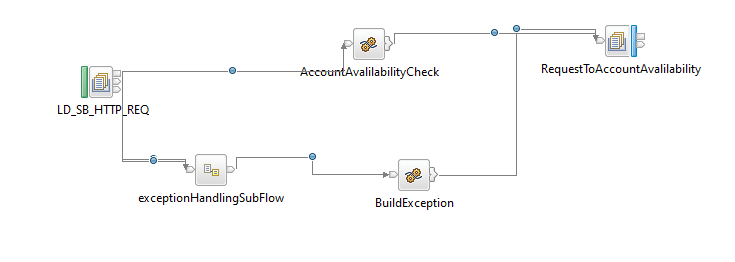 AccountAvalilabilityCheck
RequestToAccountAvalilability
LD_SB_HTTP_REQ
exceptionHandlingSubFlow
BuildException